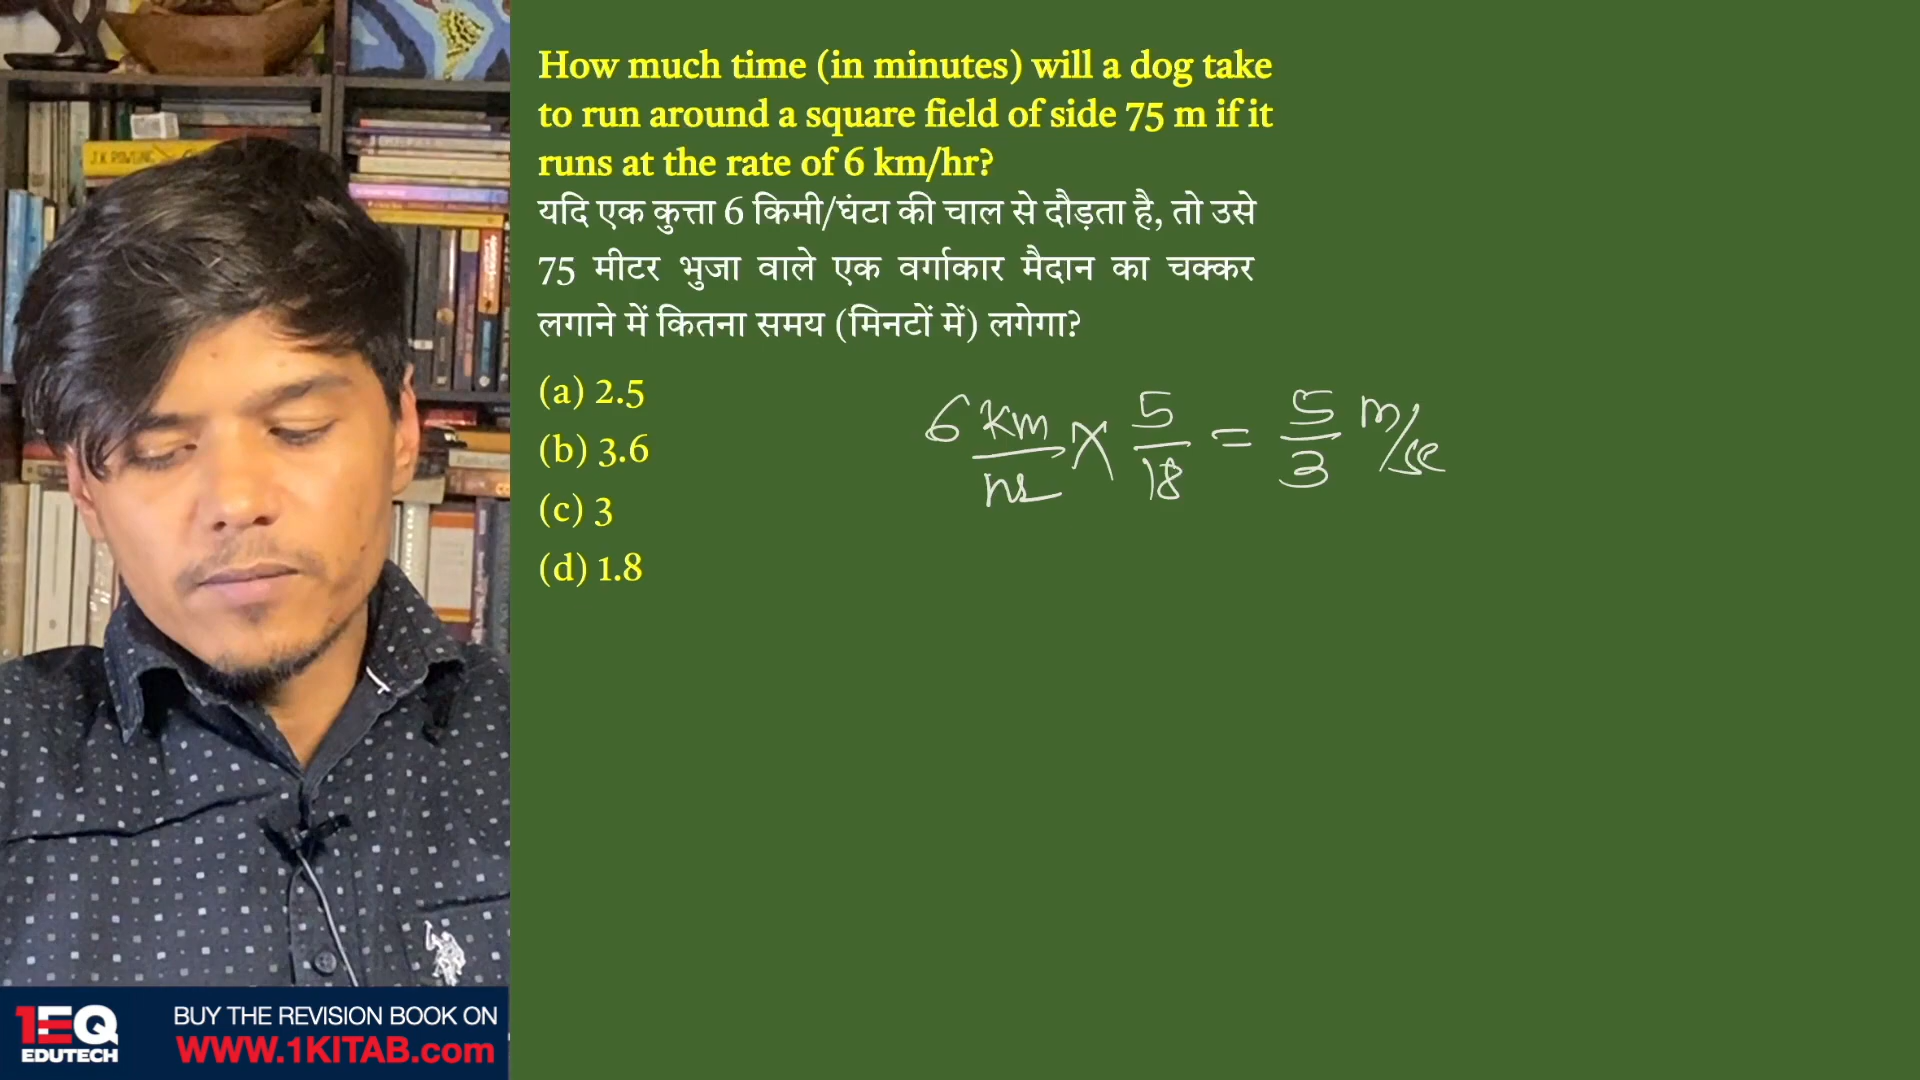 How much time (in minutes) will a dog take
to run around a square field of side 75 m if it
runs at the rate of 6 km/hr?
यदि एक कुत्ता 6 किमी/घंटा की चाल से दौड़ता है, तो उसे
75 मीटर भुजा वाले एक वर्गाकार मैदान का चक्कर
लगाने में कितना समय (मिनटों में) लगेगा?
(a) 2.5
(b) 3.6
(c) 3
(d) 1.8
6 km/hr × 5/18 = 5/3 m/se
J.K. ROWLING
1EQ
EDUTECH
BUY THE REVISION BOOK ON
WWW.1KITAB.com